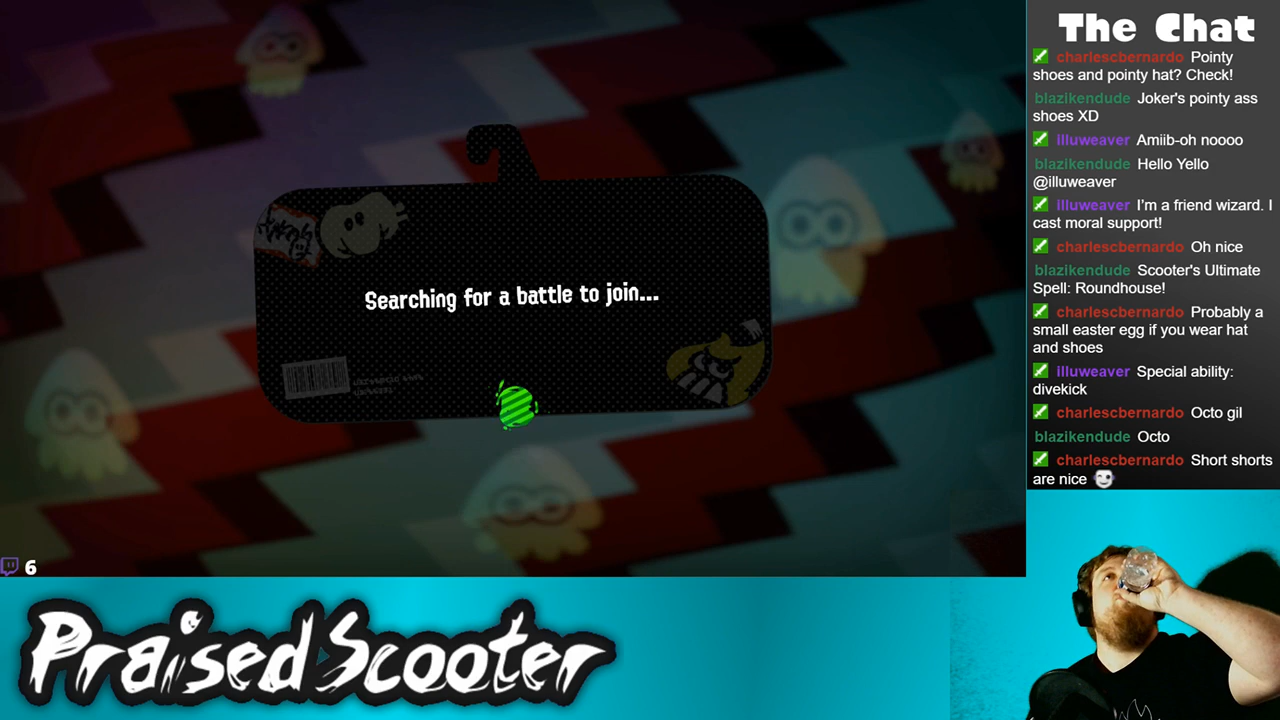 The Chat
charlescbernardo Pointy
shoes and pointy hat? Check!
blazikendude Joker's pointy ass
shoes XD
illuweaver Amiib-oh noooo
blazikendude Hello Yello
@illuweaver
illuweaver I'm a friend wizard. I
cast moral support!
charlescbernardo Oh nice
blazikendude Scooter's Ultimate
Spell: Roundhouse!
charlescbernardo Probably a
small easter egg if you wear hat
and shoes
illuweaver Special ability:
divekick
charlescbernardo Octo gil
blazikendude Octo
charlescbernardo Short shorts
are nice
Searching for a battle to join...
6
PraisedScooter